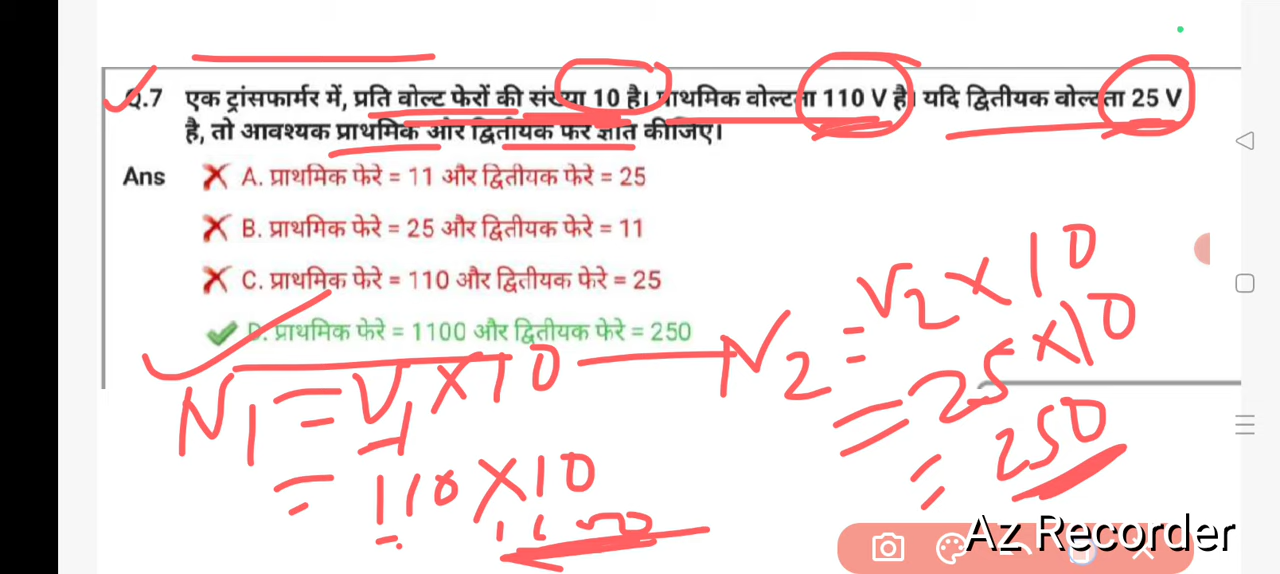 Q.7 एक ट्रांसफार्मर में, प्रति वोल्ट फेरों की संख्या 10 है। प्राथमिक वोल्टता 110 V है। यदि द्वितीयक वोल्टता 25 V
है, तो आवश्यक प्राथमिक और द्वितीयक फेरे ज्ञात कीजिए।
Ans A. प्राथमिक फेरे = 11 और द्वितीयक फेरे = 25
B. प्राथमिक फेरे = 25 और द्वितीयक फेरे = 11
C. प्राथमिक फेरे = 110 और द्वितीयक फेरे = 25
D. प्राथमिक फेरे = 1100 और द्वितीयक फेरे = 250
N1 = V1 × 10
= 110 × 10
1100
N2 = V2 × 10
= 25 × 10
= 250
Az Recorder